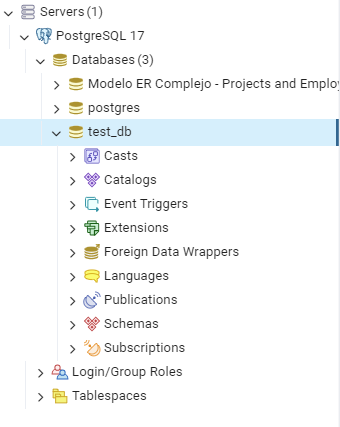 Servers (1)
PostgreSQL 17
Databases (3)
Modelo ER Complejo - Projects and Emplo
postgres
test_db
Casts
Catalogs
Event Triggers
Extensions
Foreign Data Wrappers
Languages
Publications
Schemas
Subscriptions
Login/Group Roles
Tablespaces